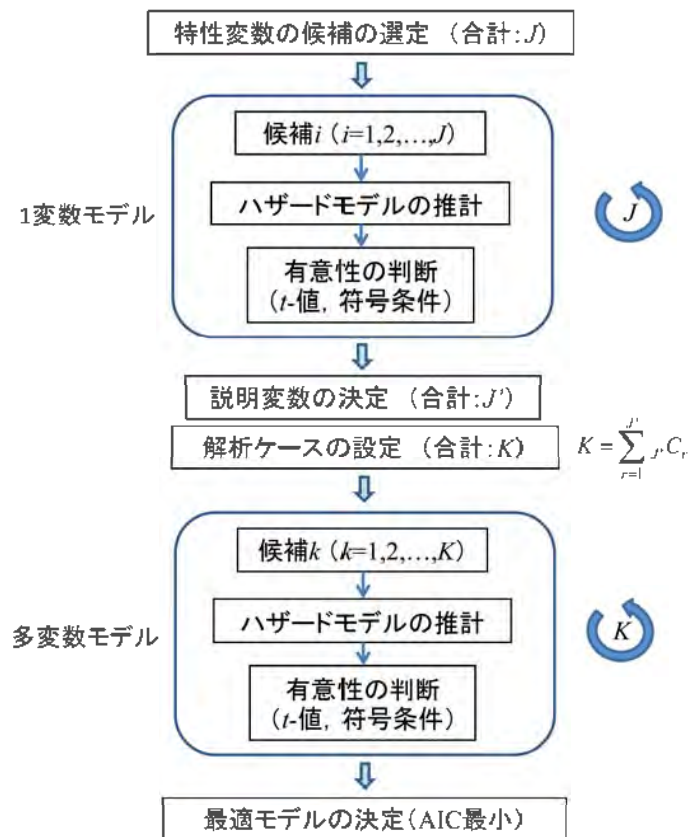 特性変数の候補の選定 （合計:J）
候補i（i=1,2,…,J）
ハザードモデルの推計
1変数モデル
J
有意性の判断
(t-値, 符号条件）
説明変数の決定 （合計:J'）
解析ケースの設定 （合計:K）
K = \sum_{r=1}^{J'} {}_{J'}C_r
候補k（k=1,2,…,K）
ハザードモデルの推計
多変数モデル
K
有意性の判断
(t-値, 符号条件）
最適モデルの決定（AIC最小）